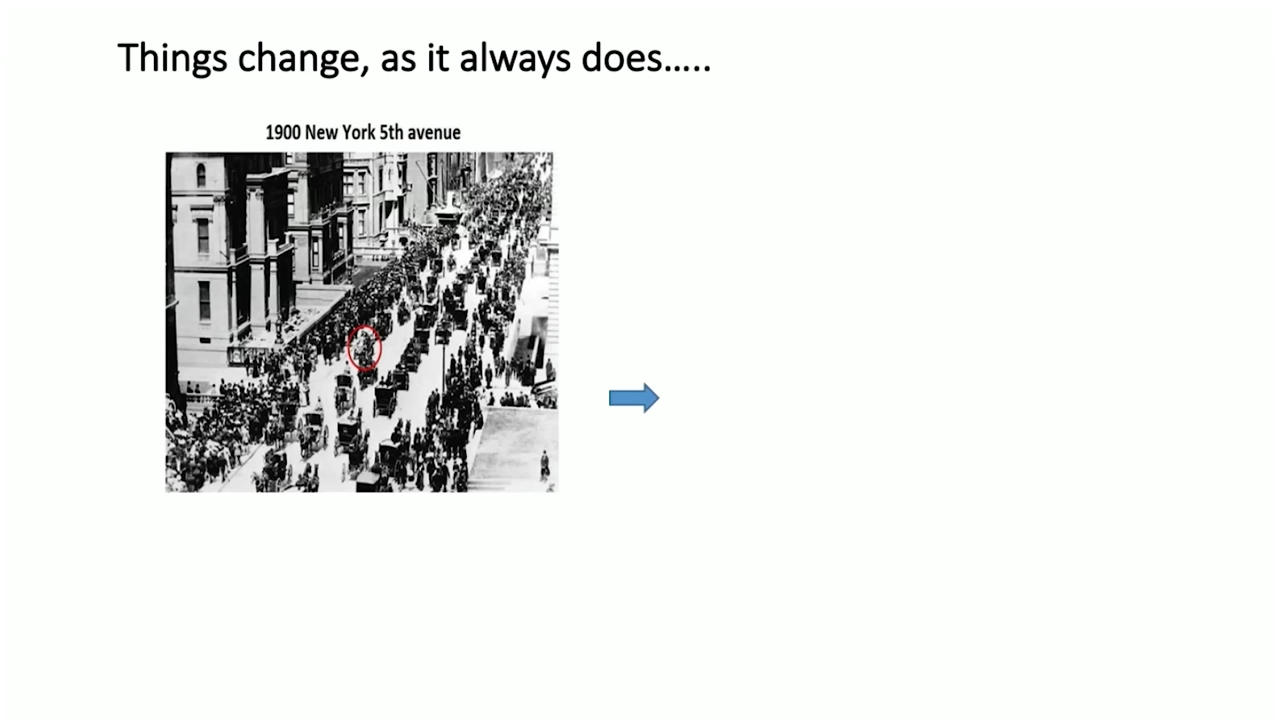 Things change, as it always does…..
1900 New York 5th avenue